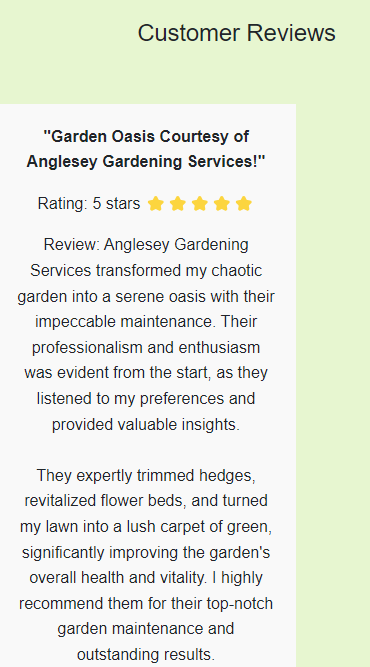 Customer Reviews
"Garden Oasis Courtesy of
Anglesey Gardening Services!"
Rating: 5 stars
Review: Anglesey Gardening
Services transformed my chaotic
garden into a serene oasis with their
impeccable maintenance. Their
professionalism and enthusiasm
was evident from the start, as they
listened to my preferences and
provided valuable insights.
They expertly trimmed hedges,
revitalized flower beds, and turned
my lawn into a lush carpet of green,
significantly improving the garden's
overall health and vitality. I highly
recommend them for their top-notch
garden maintenance and
outstanding results.